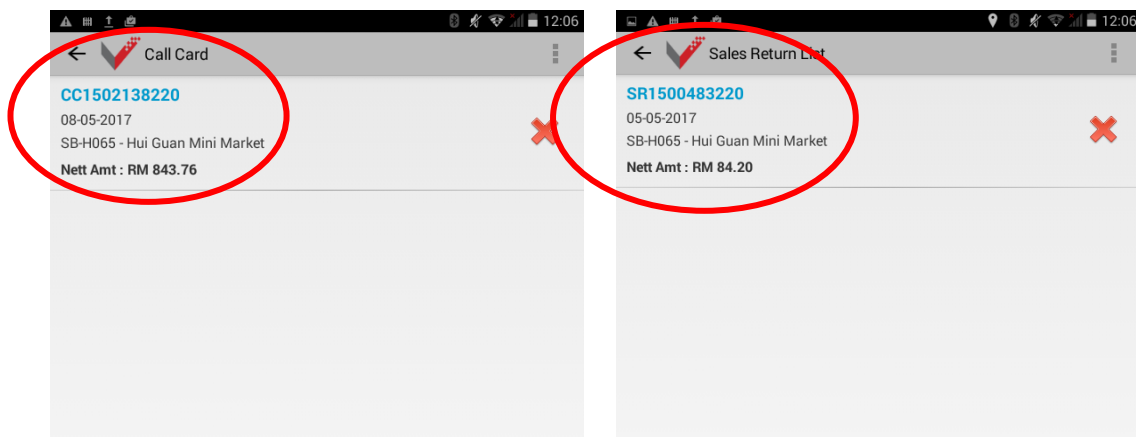 12:06
Call Card
CC1502138220
08-05-2017
SB-H065 - Hui Guan Mini Market
Nett Amt : RM 843.76
12:06
Sales Return List
SR1500483220
05-05-2017
SB-H065 - Hui Guan Mini Market
Nett Amt : RM 84.20